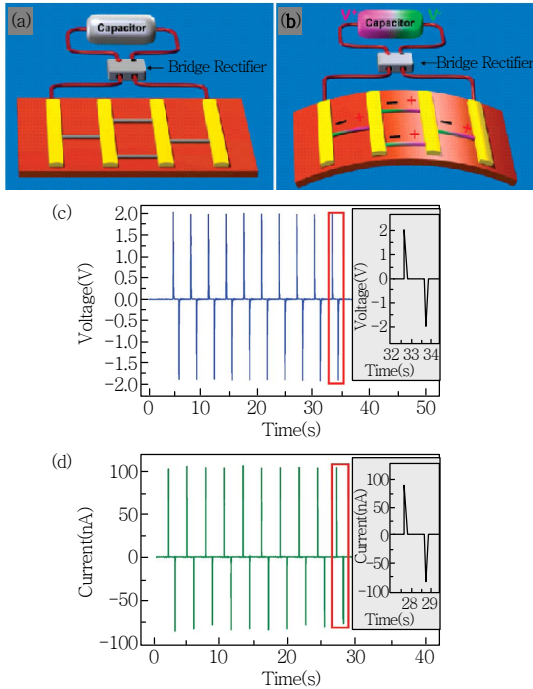 (a)
Capacitor
Bridge Rectifier
(b)
V+ Capacitor V-
Bridge Rectifier
- + - +
- + - +
(c)
Voltage(V)
2.0
1.5
1.0
0.5
0.0
-0.5
-1.0
-1.5
-2.0
0 10 20 30 40 50
Time(s)
Voltage(V)
2
1
0
-1
-2
32 33 34
Time(s)
(d)
Current(nA)
100
50
0
-50
-100
0 10 20 30 40
Time(s)
Current(nA)
100
50
0
-50
-100
28 29
Time(s)